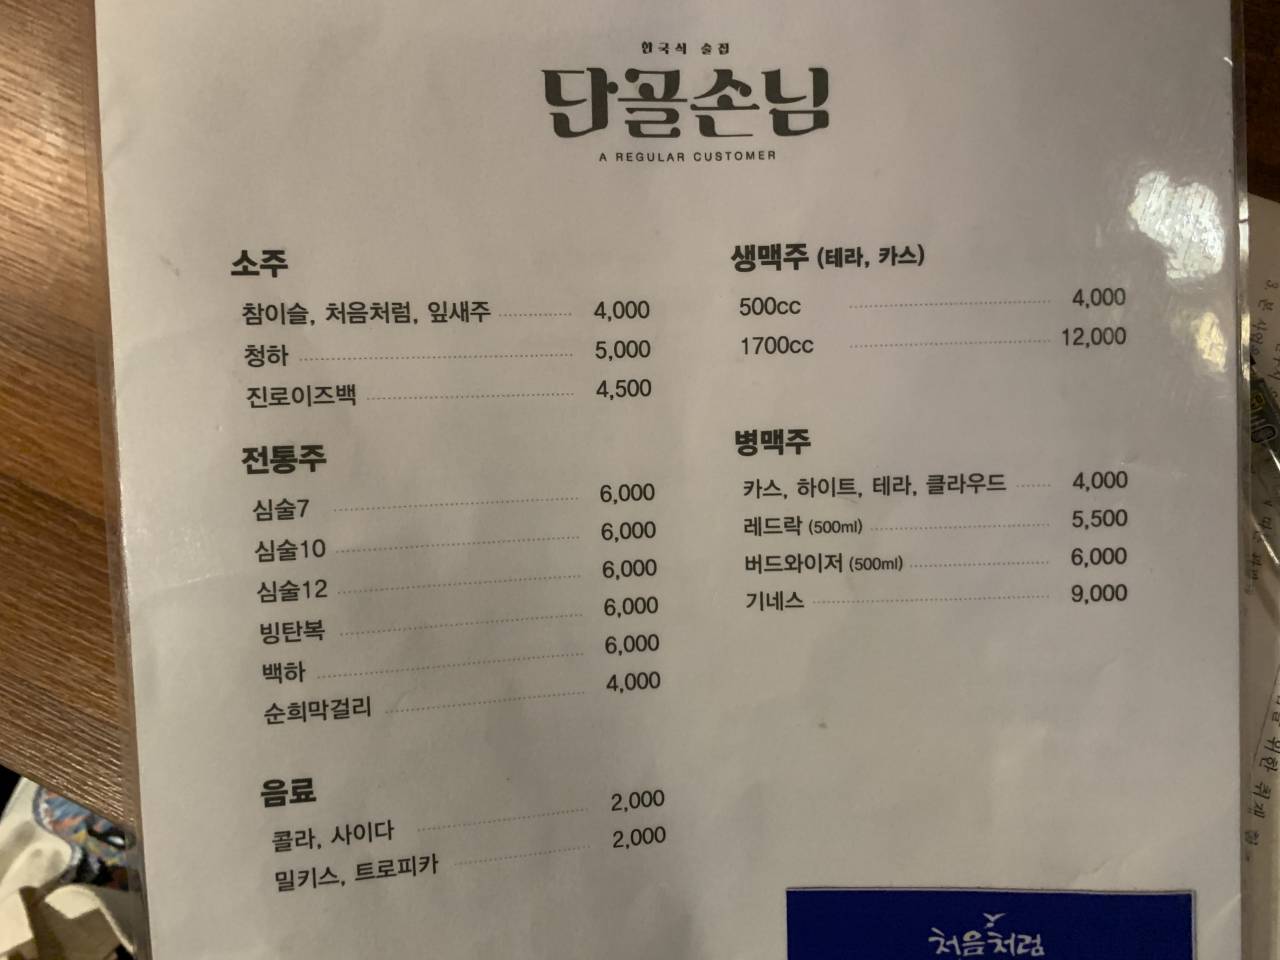 한국식 술집
단골손님
A REGULAR CUSTOMER
소주
참이슬, 처음처럼, 잎새주 4,000
청하 5,000
진로이즈백 4,500
전통주
심술7 6,000
심술10 6,000
심술12 6,000
빙탄복 6,000
백하 6,000
순희막걸리 4,000
음료
콜라, 사이다 2,000
밀키스, 트로피카 2,000
생맥주 (테라, 카스)
500cc 4,000
1700cc 12,000
병맥주
카스, 하이트, 테라, 클라우드 4,000
레드락 (500ml) 5,500
버드와이저 (500ml) 6,000
기네스 9,000
처음처럼
3. 본
위한